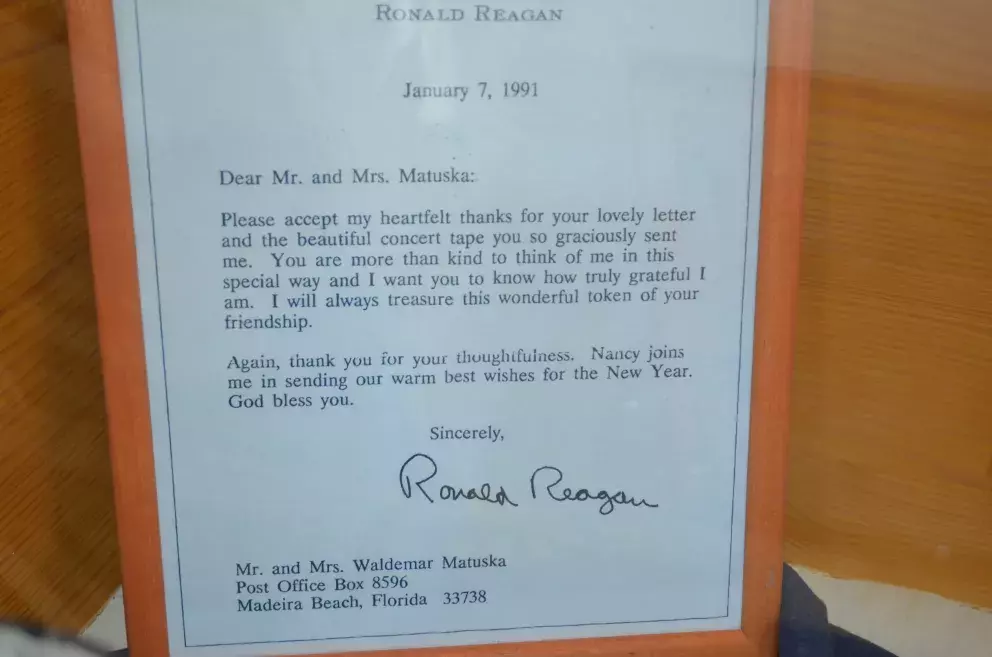 RONALD REAGAN
January 7, 1991
Dear Mr. and Mrs. Matuska:
Please accept my heartfelt thanks for your lovely letter
and the beautiful concert tape you so graciously sent
me. You are more than kind to think of me in this
special way and I want you to know how truly grateful I
am. I will always treasure this wonderful token of your
friendship.
Again, thank you for your thoughtfulness. Nancy joins
me in sending our warm best wishes for the New Year.
God bless you.
Sincerely,
Ronald Reagan
Mr. and Mrs. Waldemar Matuska
Post Office Box 8596
Madeira Beach, Florida 33738